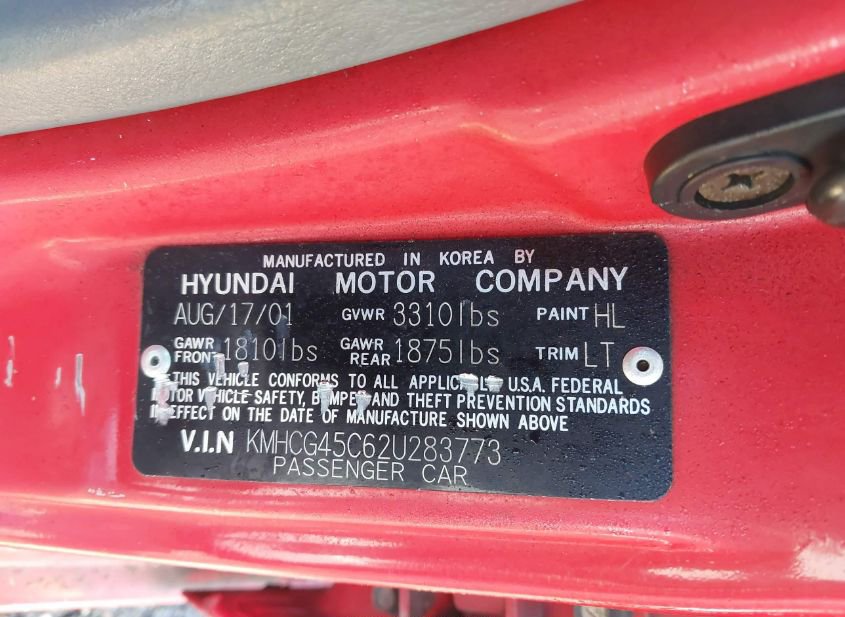 MANUFACTURED IN KOREA BY
HYUNDAI MOTOR COMPANY
AUG/17/01 GVWR 3310lbs PAINT HL
GAWR FRONT 1810lbs GAWR REAR 1875lbs TRIM LT
THIS VEHICLE CONFORMS TO ALL APPLICABLE U.S.A. FEDERAL
MOTOR VEHICLE SAFETY, BUMPER AND THEFT PREVENTION STANDARDS
IN EFFECT ON THE DATE OF MANUFACTURE SHOWN ABOVE
V.I.N KMHCG45C62U283773
PASSENGER CAR